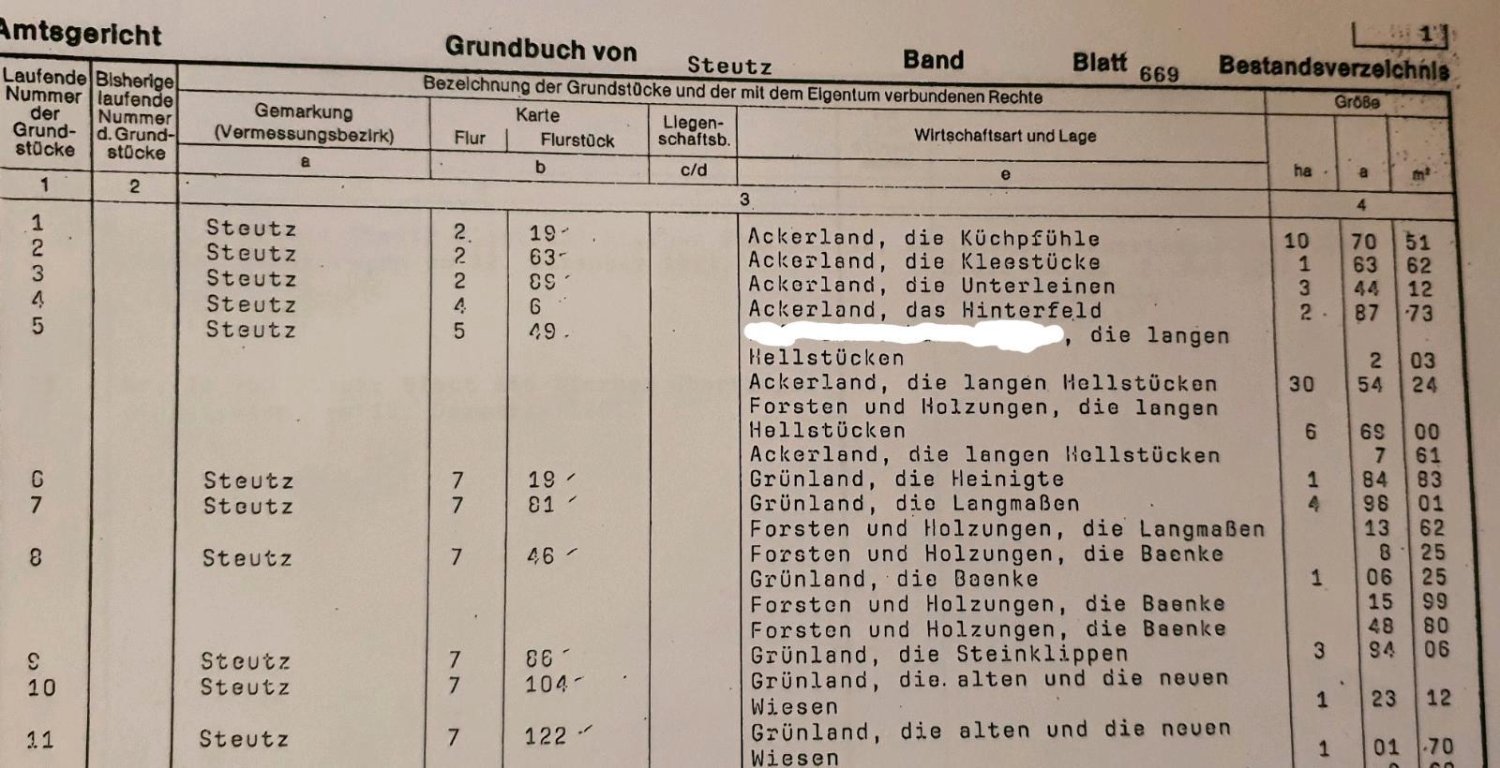 Amtsgericht Grundbuch von Steutz Band Blatt 669 Bestandsverzeichnis 1
Laufende Nummer der Grund- stücke
Bisherige laufende Nummer d. Grund- stücke
Bezeichnung der Grundstücke und der mit dem Eigentum verbundenen Rechte
Größe
Gemarkung (Vermessungsbezirk)
Karte
Flur Flurstück
Liegen- schaftsb.
Wirtschaftsart und Lage
ha a m²
a b c/d e
1 2 3 4
1 Steutz 2 19 Ackerland, die Küchpfühle 10 70 51
2 Steutz 2 63 Ackerland, die Kleestücke 1 63 62
3 Steutz 2 89 Ackerland, die Unterleinen 3 44 12
4 Steutz 4 6 Ackerland, das Hinterfeld 2 87 73
5 Steutz 5 49 , die langen
Hellstücken 2 03
Ackerland, die langen Hellstücken 30 54 24
Forsten und Holzungen, die langen
Hellstücken 6 69 00
Ackerland, die langen Hellstücken 7 61
6 Steutz 7 19 Grünland, die Heinigte 1 84 83
7 Steutz 7 81 Grünland, die Langmaßen 4 96 01
Forsten und Holzungen, die Langmaßen 13 62
8 Steutz 7 46 Forsten und Holzungen, die Baenke 8 25
Grünland, die Baenke 1 06 25
Forsten und Holzungen, die Baenke 15 99
Forsten und Holzungen, die Baenke 48 80
9 Steutz 7 86 Grünland, die Steinklippen 3 94 06
10 Steutz 7 104 Grünland, die alten und die neuen
Wiesen 1 23 12
11 Steutz 7 122 Grünland, die alten und die neuen
Wiesen 1 01 70